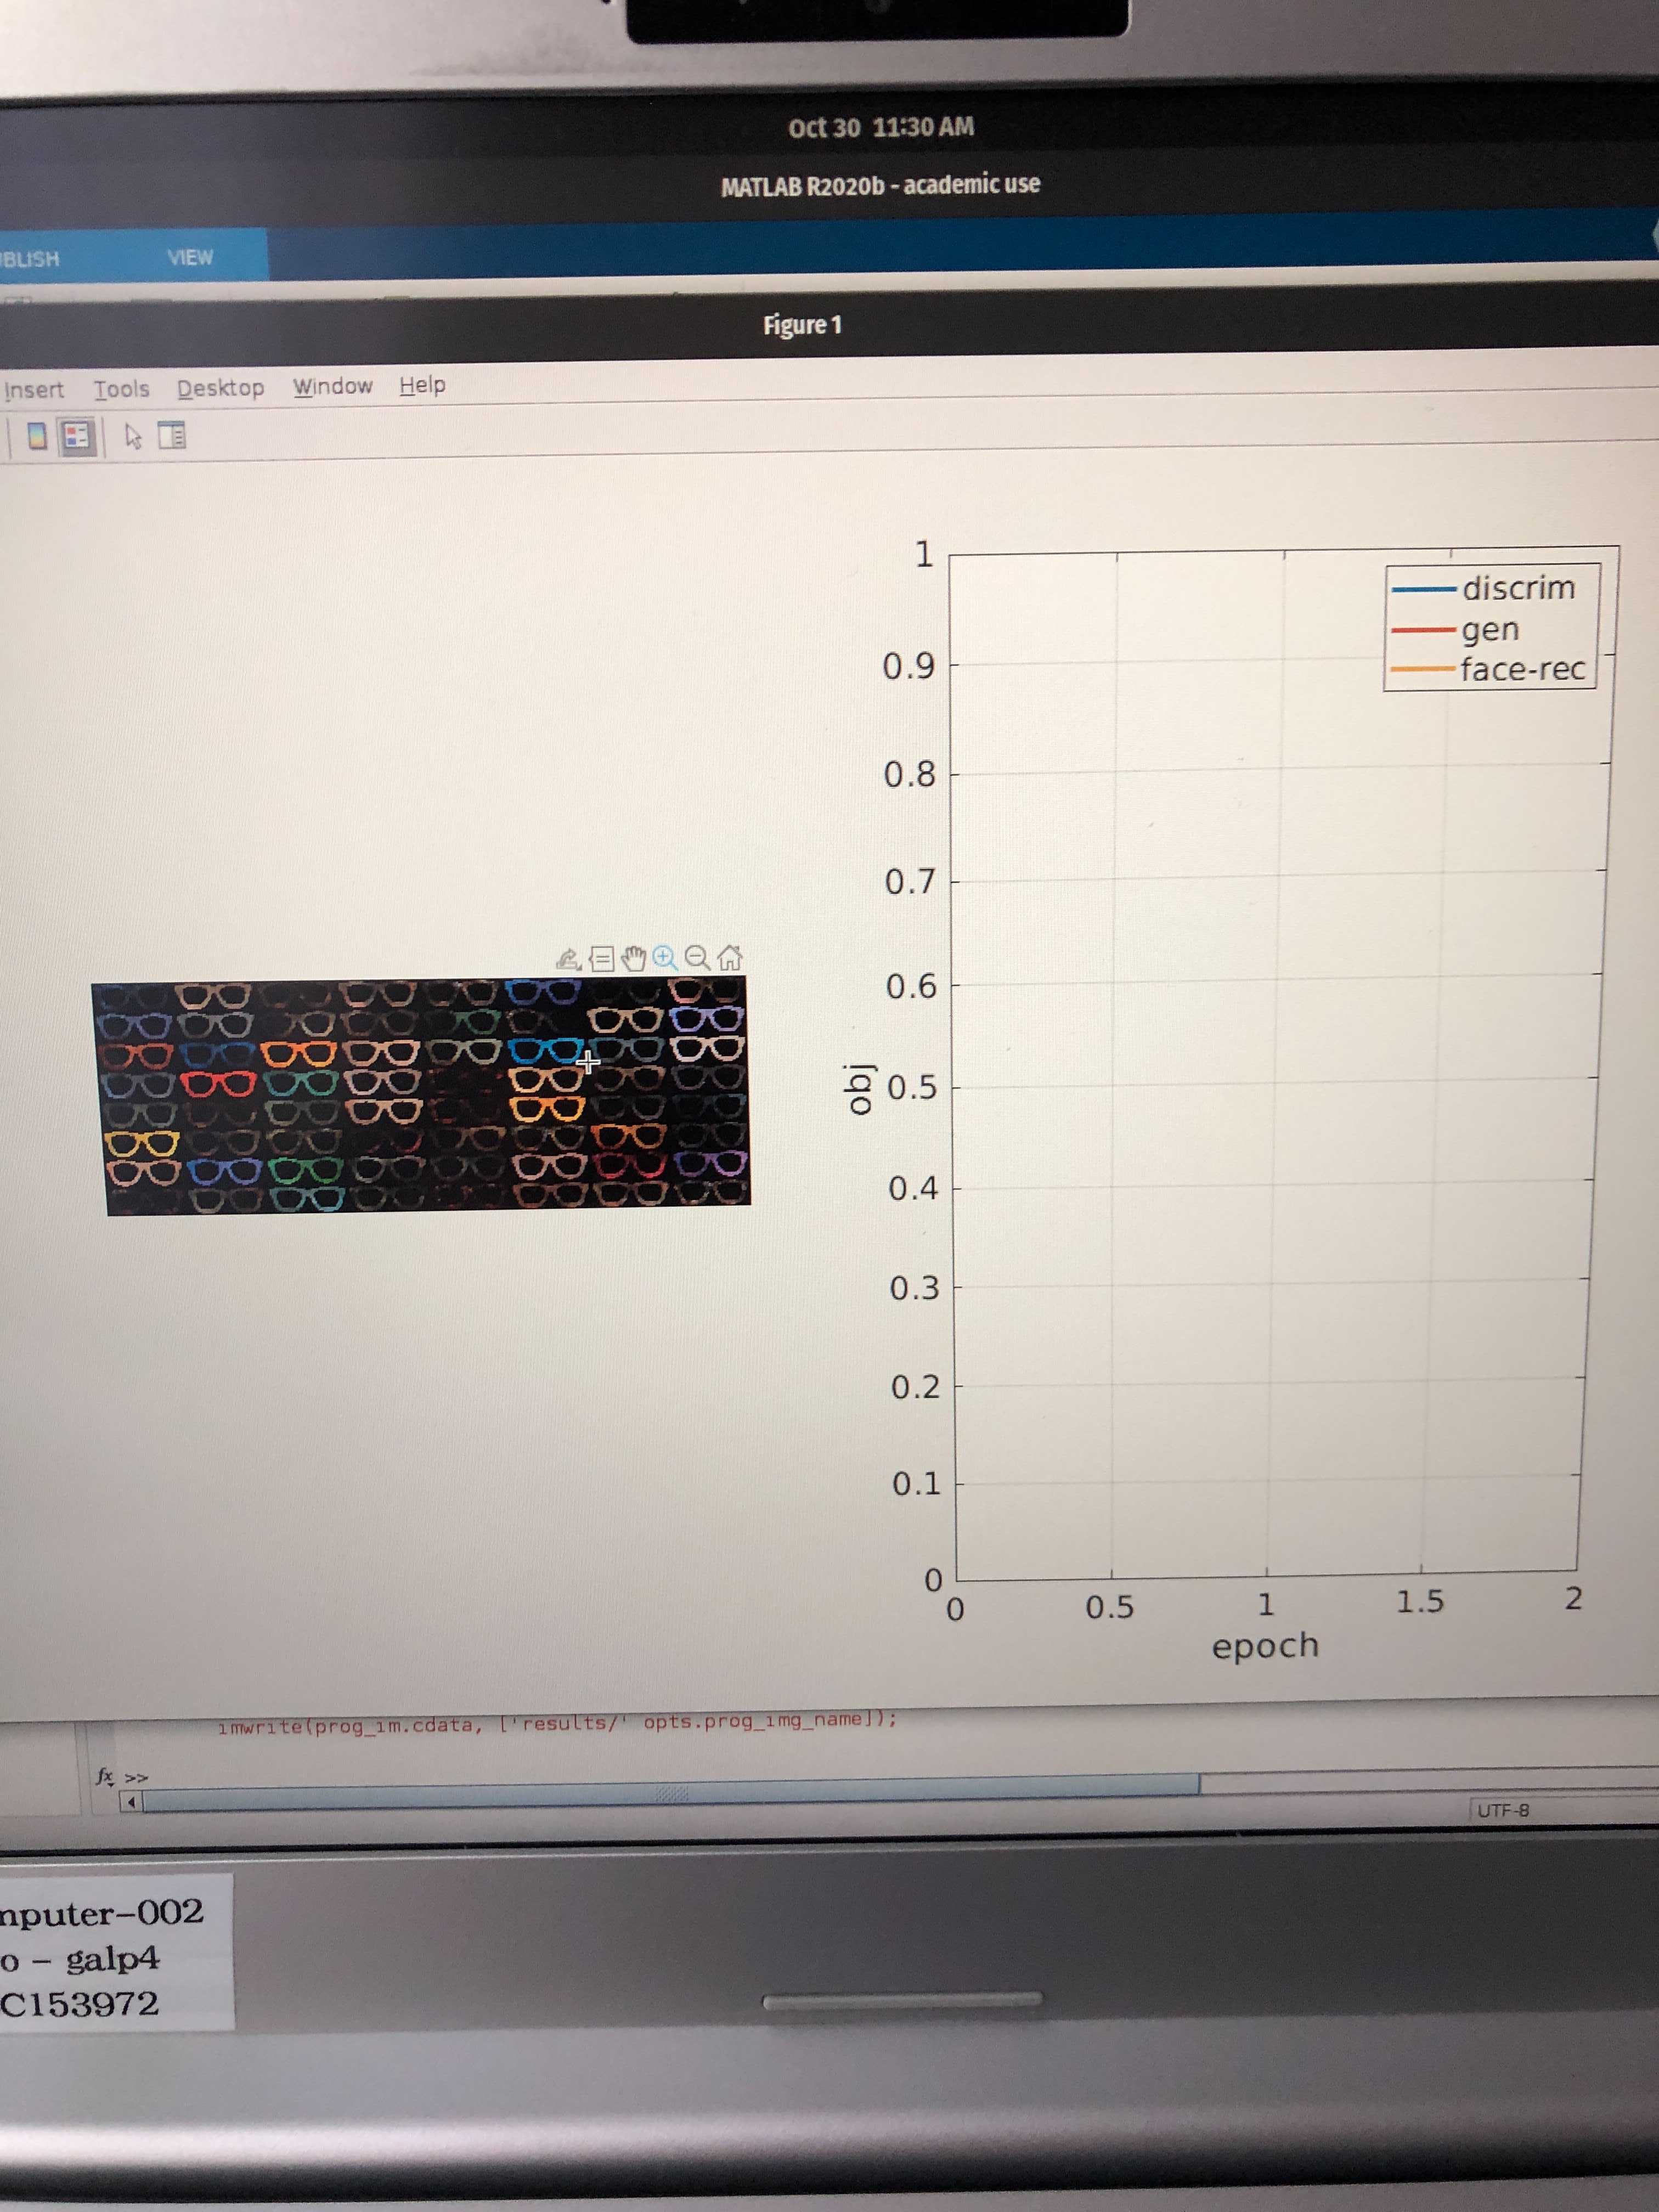 Oct 30 11:30 AM
MATLAB R2020b - academic use
BLISH VIEW
Figure 1
Insert Tools Desktop Window Help
1
0.9
0.8
0.7
0.6
0.5
0.4
0.3
0.2
0.1
0
obj
discrim
gen
face-rec
0 0.5 1 1.5 2
epoch
imwrite(prog_im.cdata, ['results/' opts.prog_img_name]);
fx >>
UTF-8
mputer-002
o - galp4
C153972